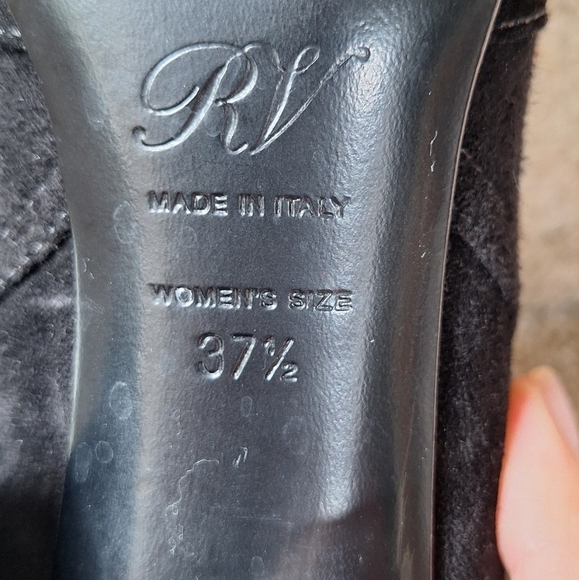 RV
MADE IN ITALY
WOMEN'S SIZE
37½